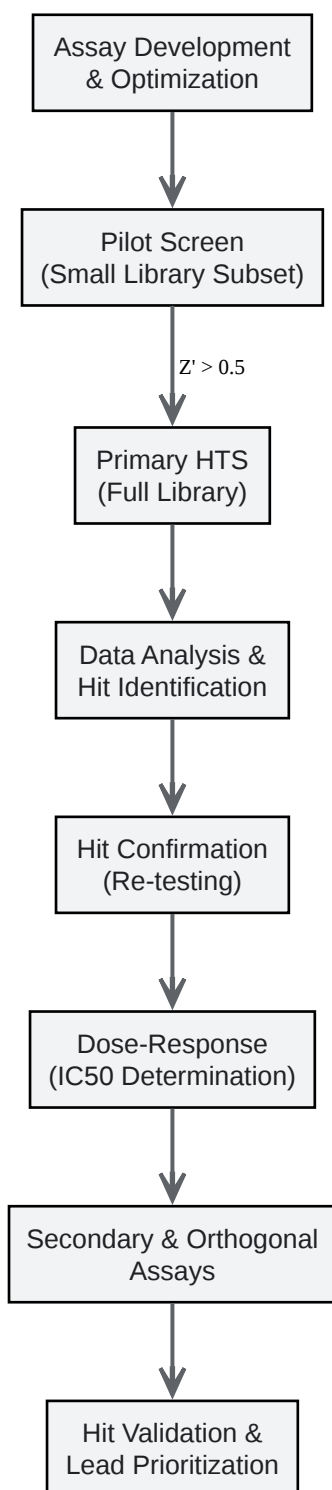 Assay Development
& Optimization
Pilot Screen
(Small Library Subset)
Z' > 0.5
Primary HTS
(Full Library)
Data Analysis &
Hit Identification
Hit Confirmation
(Re-testing)
Dose-Response
(IC50 Determination)
Secondary & Orthogonal
Assays
Hit Validation &
Lead Prioritization